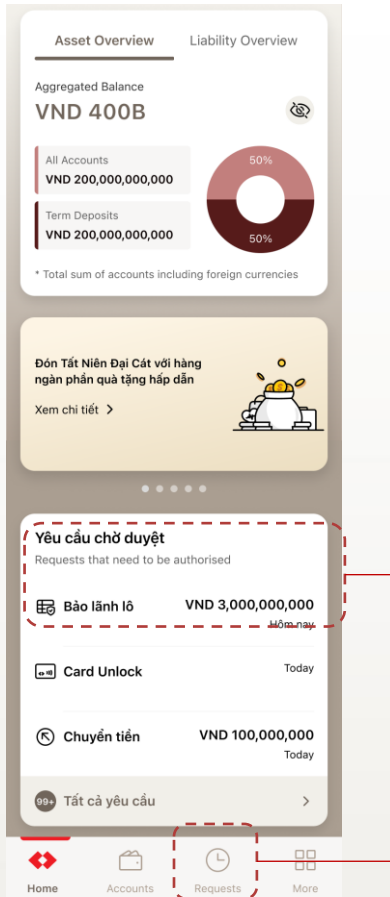 Asset Overview
Liability Overview
Aggregated Balance
VND 400B
All Accounts
VND 200,000,000,000
Term Deposits
VND 200,000,000,000
50%
50%
* Total sum of accounts including foreign currencies
Đón Tất Niên Đại Cát với hàng
ngàn phần quà tặng hấp dẫn
Xem chi tiết
Yêu cầu chờ duyệt
Requests that need to be authorised
Bảo lãnh lô
VND 3,000,000,000
Hôm nay
Card Unlock
Today
Chuyển tiền
VND 100,000,000
Today
99+
Tất cả yêu cầu
Home
Accounts
Requests
More